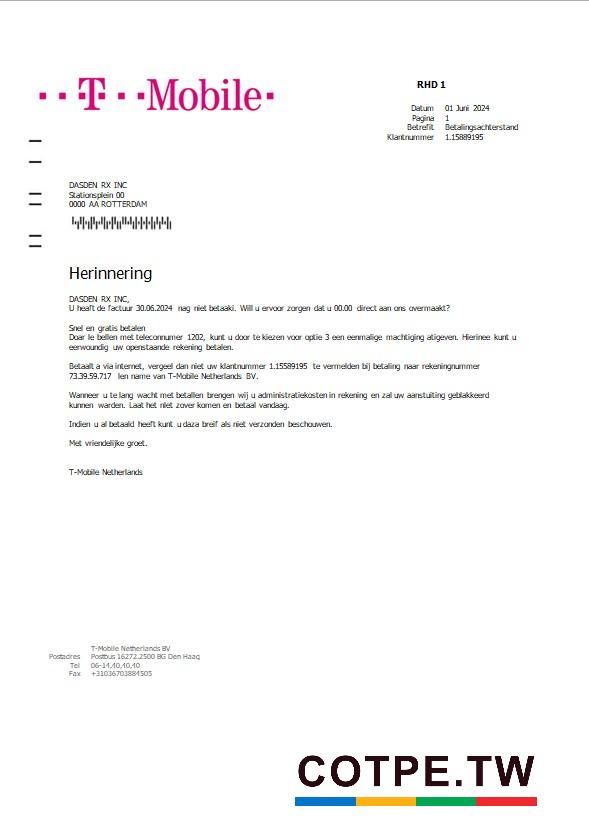 T · · Mobile
RHD 1
Datum 01 Juni 2024
Pagina 1
Betrefit Betalingsachterstand
Klantnummer 1.15889195
DASDEN RX INC
Stationsplein 00
0000 AA ROTTERDAM
Herinnering
DASDEN RX INC,
U heaft de factuur 30.06.2024 nag niet betaaki. Will u ervoor zorgen dat u 00.00 direct aan ons overmaakt?
Snel en gratis betalen
Doar le bellen met teleconnumer 1202, kunt u door te kiezen voor optie 3 een eenmalige machtiging atigeven. Hierinee kunt u
eerwoundig uw openstaande rekening betalen.
Betaalt a via internet, vergeel dan niet uw klantnummer 1.15589195 te vermelden bij betaling naar rekeningnummer
73.39.59.717 len name van T-Mobile Netherlands BV.
Wanneer u te lang wacht met betallen brengen wij u administratiekosten in rekening en zal uw aanstuiting geblakkeerd
kunnen warden. Laat het niet zover komen en betaal vandaag.
Indien u al betaald heeft kunt u daza breif als niet verzonden beschouwen.
Met vriendelijke groet.
T-Mobile Netherlands
T-Mobile Netherlands BV
Postadres Postbus 16272.2500 BG Den Haag
Tel 06-14,40,40,40
Fax +31036703884505
COTPE.TW